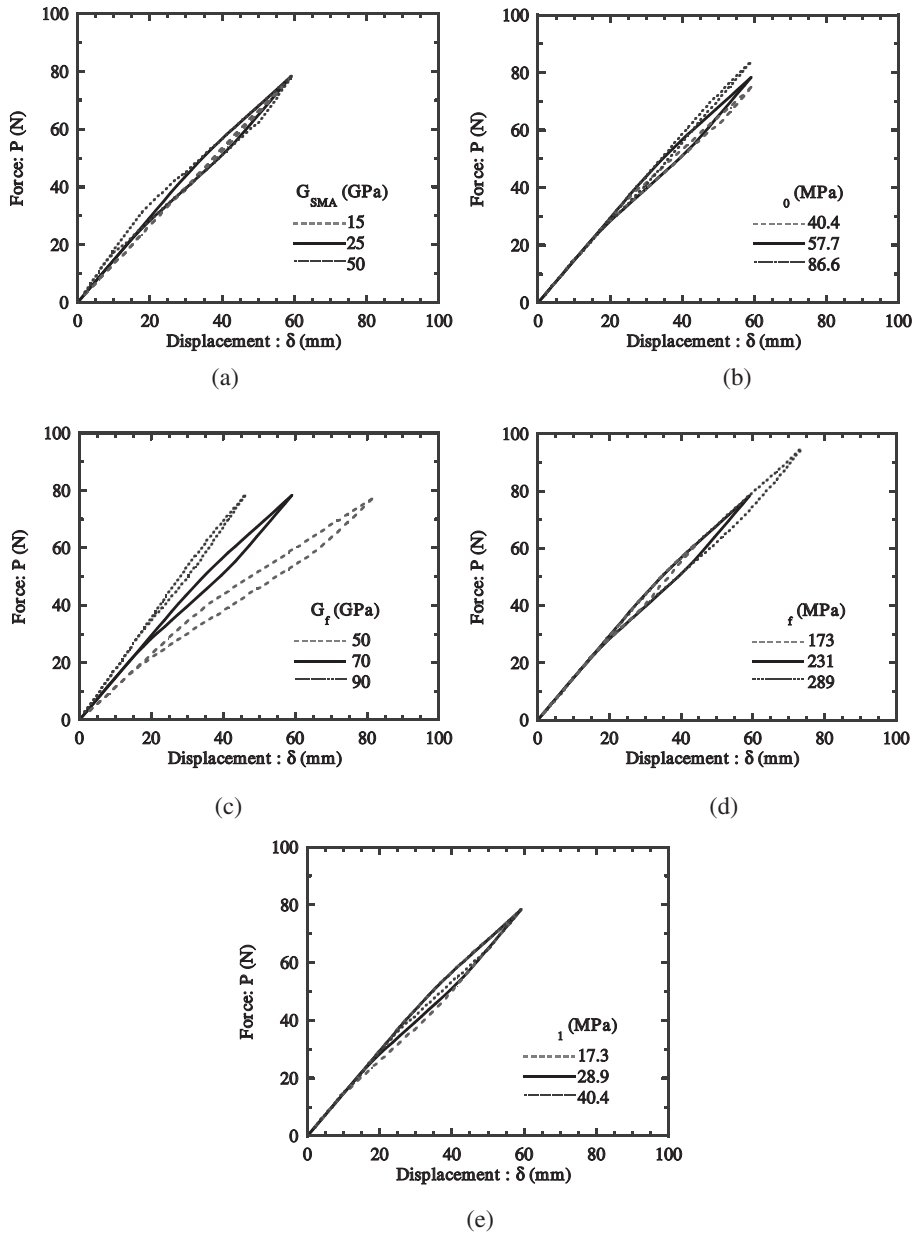 100
80
60
40
20
0
Force: P (N)
G_SMA (GPa)
15
25
50
0 20 40 60 80 100
Displacement : δ (mm)
(a)
100
80
60
40
20
0
Force: P (N)
0 (MPa)
40.4
57.7
86.6
0 20 40 60 80 100
Displacement : δ (mm)
(b)
100
80
60
40
20
0
Force: P (N)
G_f (GPa)
50
70
90
0 20 40 60 80 100
Displacement : δ (mm)
(c)
100
80
60
40
20
0
Force: P (N)
f (MPa)
173
231
289
0 20 40 60 80 100
Displacement : δ (mm)
(d)
100
80
60
40
20
0
Force: P (N)
1 (MPa)
17.3
28.9
40.4
0 20 40 60 80 100
Displacement : δ (mm)
(e)